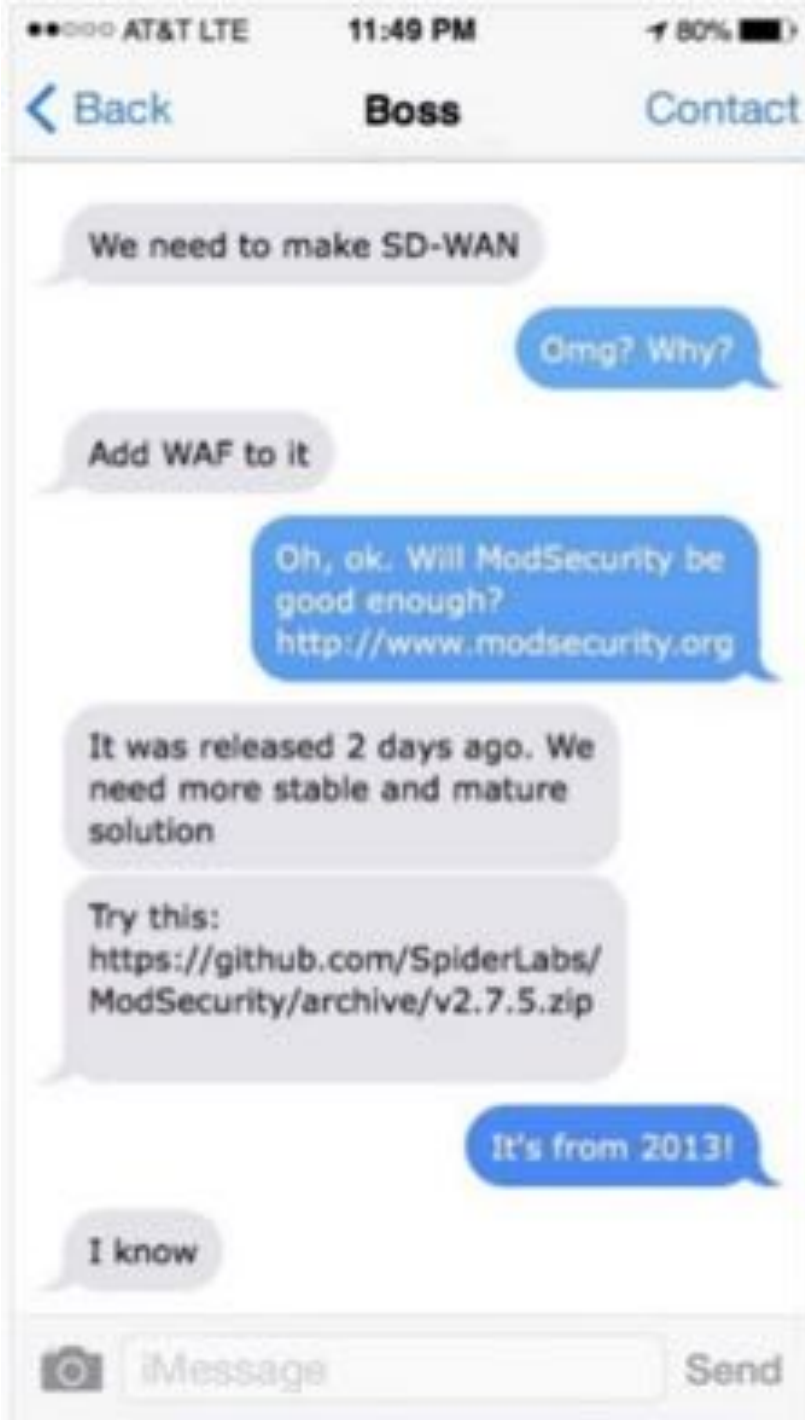 AT&T LTE 11:49 PM 80%
Back Boss Contact
We need to make SD-WAN
Omg? Why?
Add WAF to it
Oh, ok. Will ModSecurity be
good enough?
http://www.modsecurity.org
It was released 2 days ago. We
need more stable and mature
solution
Try this:
https://github.com/SpiderLabs/
ModSecurity/archive/v2.7.5.zip
It's from 2013!
I know
iMessage Send